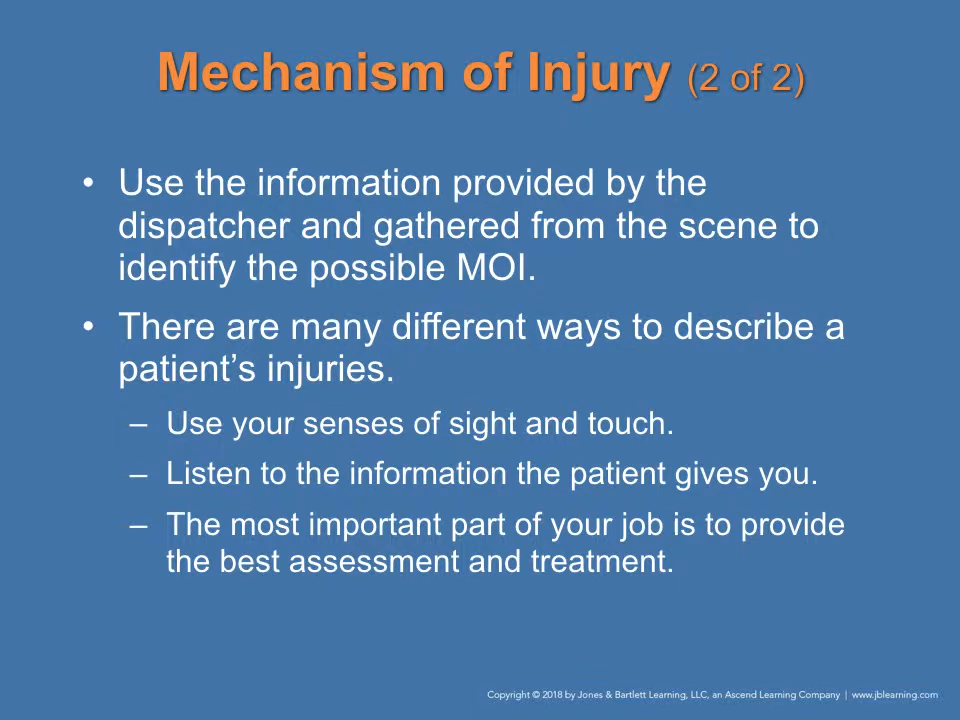 Mechanism of Injury (2 of 2)
• Use the information provided by the
dispatcher and gathered from the scene to
identify the possible MOI.
• There are many different ways to describe a
patient’s injuries.
– Use your senses of sight and touch.
– Listen to the information the patient gives you.
– The most important part of your job is to provide
the best assessment and treatment.
Copyright © 2018 by Jones & Bartlett Learning, LLC, an Ascend Learning Company | www.jblearning.com